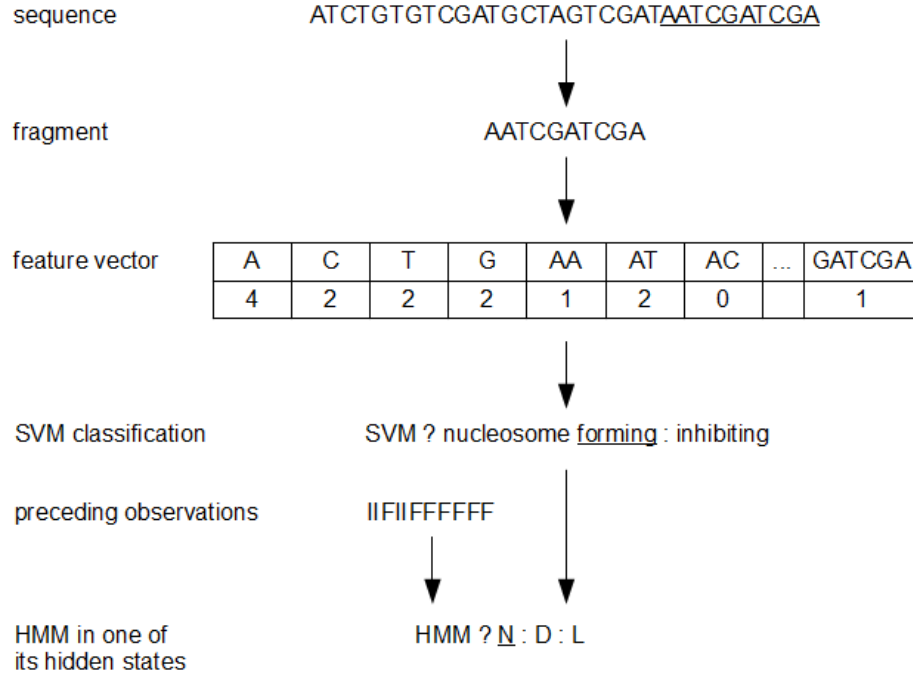 sequence ATCTGTGTCGATGCTAGTCGATAATCGATCGA
fragment AATCGATCGA
feature vector A C T G AA AT AC ... GATCGA
4 2 2 2 1 2 0 1
SVM classification SVM ? nucleosome forming : inhibiting
preceding observations IIFIIFFFFFF
HMM in one of HMM ? N : D : L
its hidden states